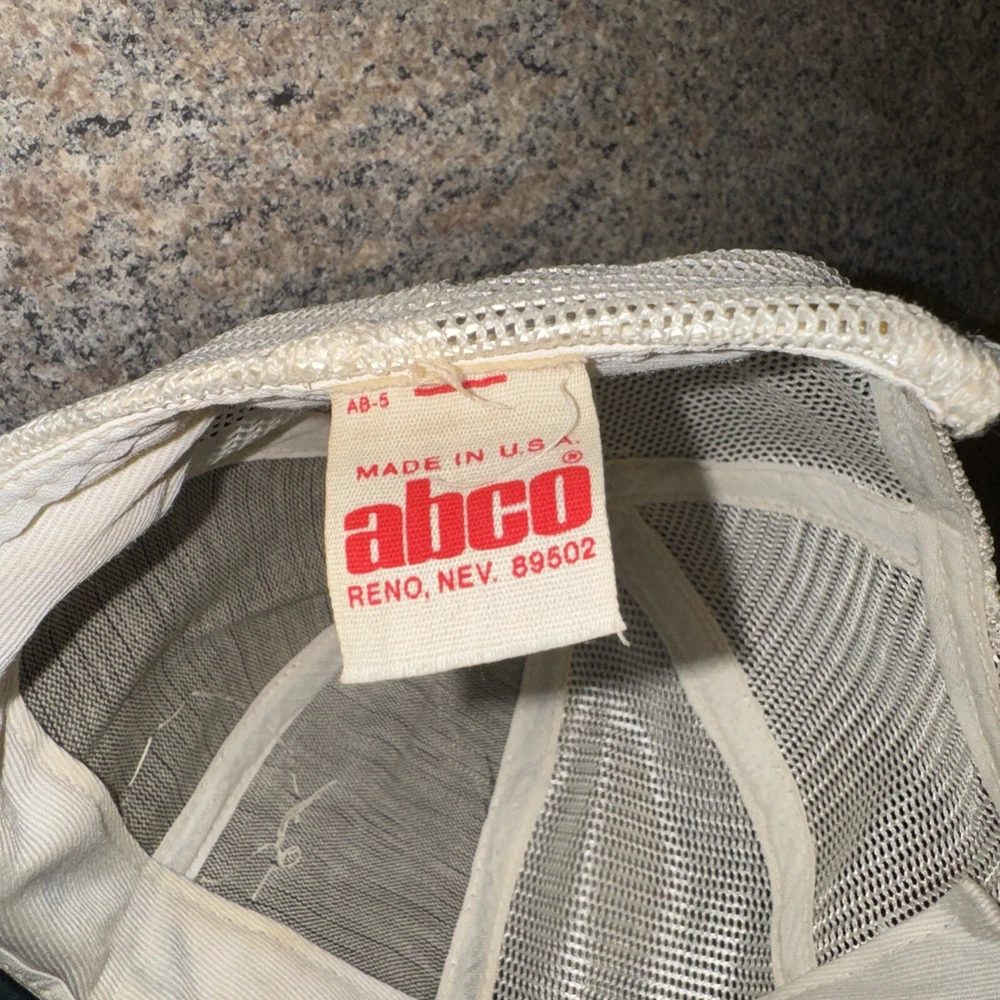 AB-5
MADE IN U.S.A.
abco®
RENO, NEV. 89502